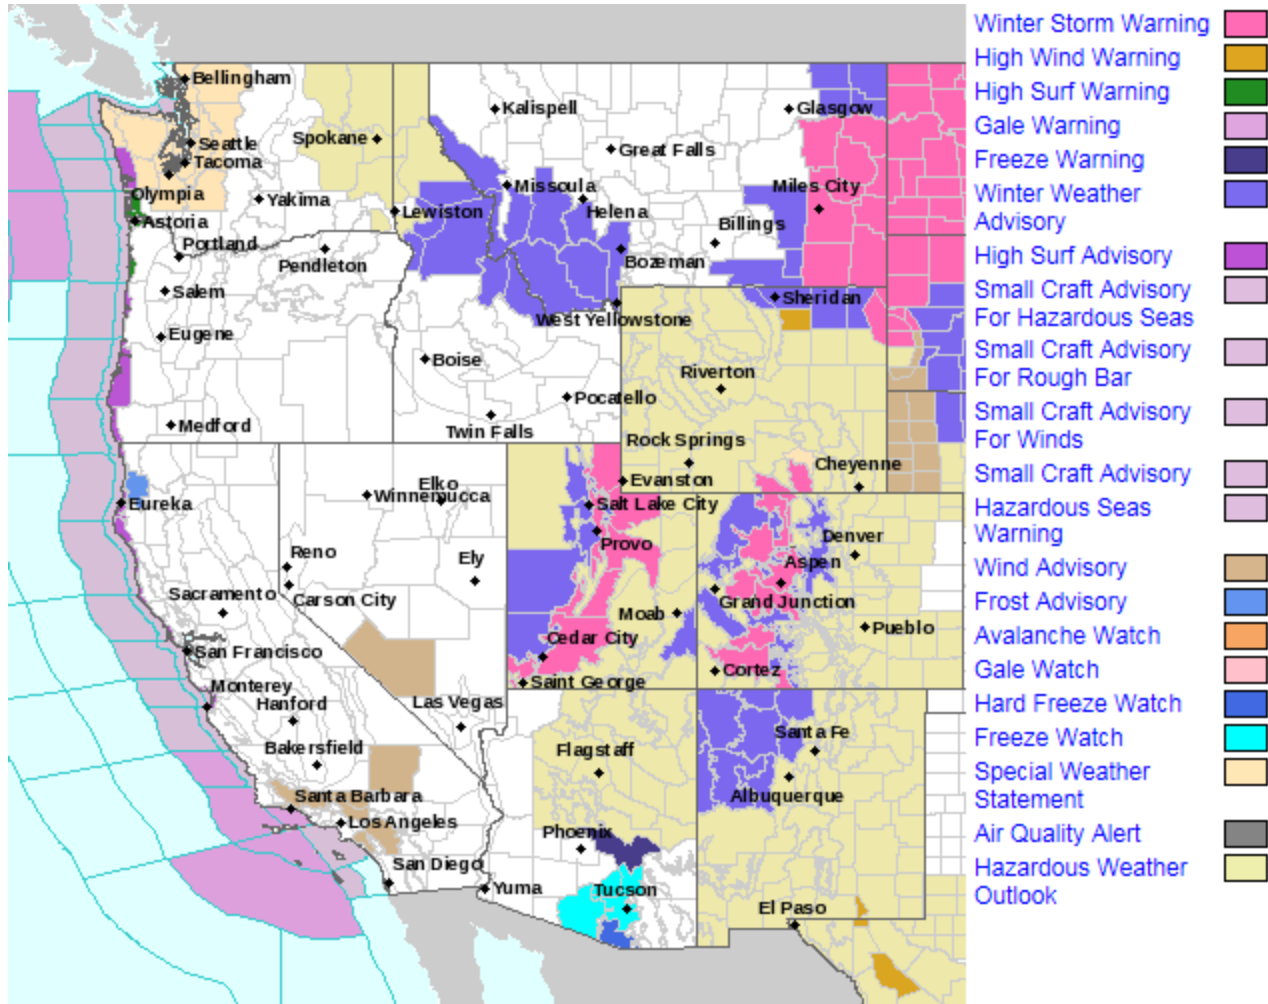 Bellingham
Seattle
Tacoma
Olympia
Astoria
Yakima
Spokane
Kalispell
Glasgow
Great Falls
Missoula
Helena
Miles City
Lewiston
Billings
Bozeman
Portland
Pendleton
Salem
Eugene
West Yellowstone
Sheridan
Boise
Riverton
Pocatello
Medford
Twin Falls
Rock Springs
Cheyenne
Evanston
Elko
Winnemucca
Eureka
Salt Lake City
Reno
Ely
Provo
Denver
Aspen
Sacramento
Carson City
Moab
Grand Junction
Pueblo
San Francisco
Cedar City
Cortez
Saint George
Monterey
Hanford
Las Vegas
Bakersfield
Flagstaff
Santa Fe
Albuquerque
Santa Barbara
Los Angeles
Phoenix
San Diego
Yuma
Tucson
El Paso
Winter Storm Warning
High Wind Warning
High Surf Warning
Gale Warning
Freeze Warning
Winter Weather
Advisory
High Surf Advisory
Small Craft Advisory
For Hazardous Seas
Small Craft Advisory
For Rough Bar
Small Craft Advisory
For Winds
Small Craft Advisory
Hazardous Seas
Warning
Wind Advisory
Frost Advisory
Avalanche Watch
Gale Watch
Hard Freeze Watch
Freeze Watch
Special Weather
Statement
Air Quality Alert
Hazardous Weather
Outlook